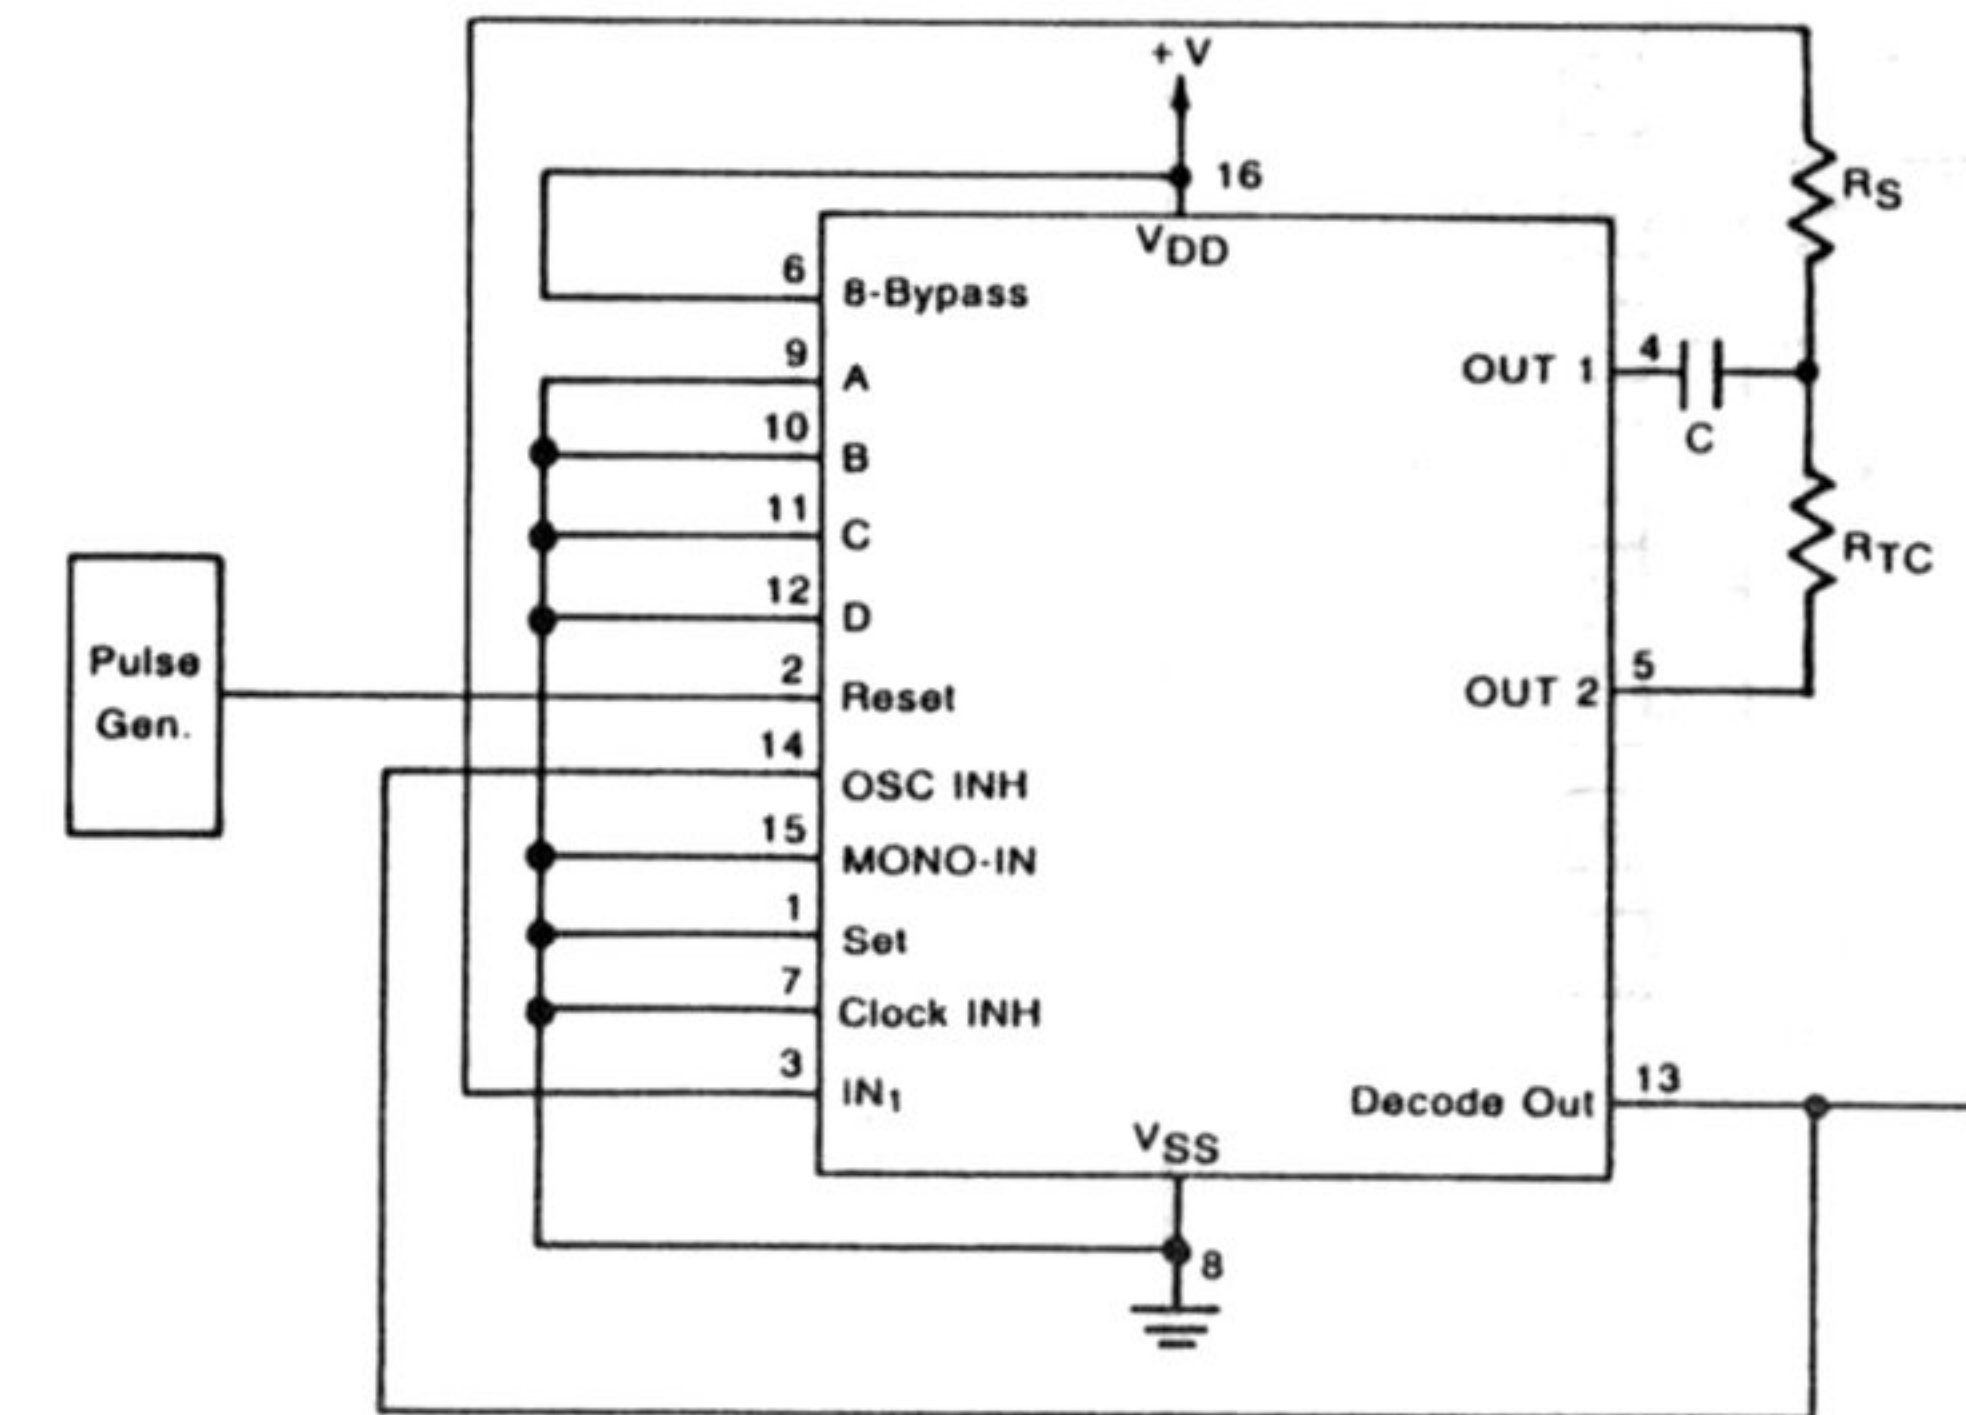 + V
16
VDD
RS
6
8-Bypass
9
A
4
OUT 1
C
10
B
11
C
12
D
RTC
Pulse
Gen.
2
Reset
5
OUT 2
14
OSC INH
15
MONO-IN
1
Set
7
Clock INH
3
IN1
13
Decode Out
VSS
8